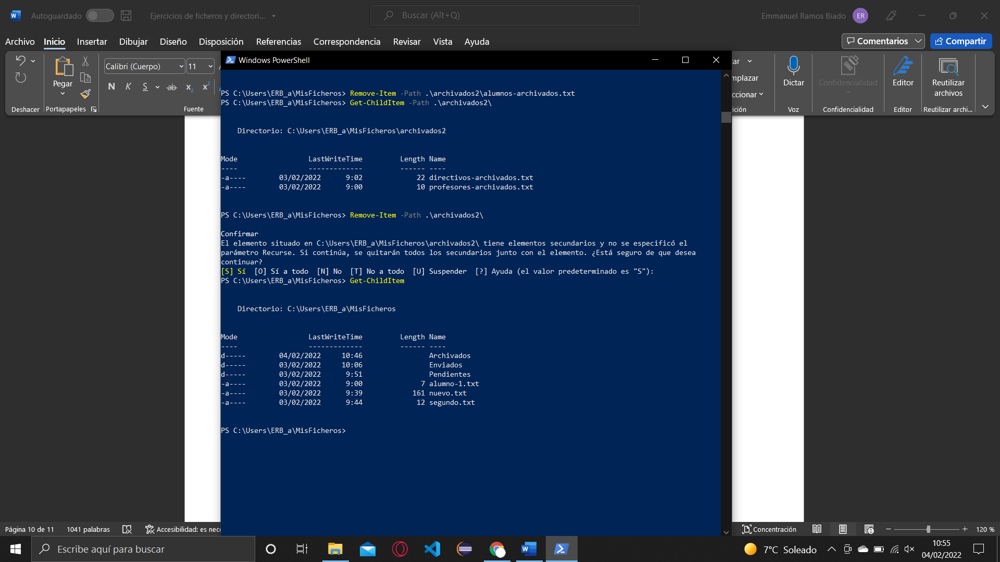 Autoguardado
Ejercicios de ficheros y directori...
Buscar (Alt+Q)
Emmanuel Ramos Biado
ER
Archivo Inicio Insertar Dibujar Diseño Disposición Referencias Correspondencia Revisar Vista Ayuda
Comentarios
Compartir
Deshacer
Pegar
Portapapeles
Calibri (Cuerpo)
11
N K S ab x₂ x²
Fuente
Dictar
Voz
Confidencialidad
Confidencialidad
Editor
Editor
Reutilizar
archivos
Reutilizar archi...
Windows PowerShell
PS C:\Users\ERB_a\MisFicheros> Remove-Item -Path .\archivados2\alumnos-archivados.txt
PS C:\Users\ERB_a\MisFicheros> Get-ChildItem -Path .\archivados2\
Directorio: C:\Users\ERB_a\MisFicheros\archivados2
Mode LastWriteTime Length Name
---- ------------- ------ ----
-a---- 03/02/2022 9:02 22 directivos-archivados.txt
-a---- 03/02/2022 9:00 10 profesores-archivados.txt
PS C:\Users\ERB_a\MisFicheros> Remove-Item -Path .\archivados2\
Confirmar
El elemento situado en C:\Users\ERB_a\MisFicheros\archivados2\ tiene elementos secundarios y no se especificó el
parámetro Recurse. Si continúa, se quitarán todos los secundarios junto con el elemento. ¿Está seguro de que desea
continuar?
[S] Sí [O] Sí a todo [N] No [T] No a todo [U] Suspender [?] Ayuda (el valor predeterminado es "S"):
PS C:\Users\ERB_a\MisFicheros> Get-ChildItem
Directorio: C:\Users\ERB_a\MisFicheros
Mode LastWriteTime Length Name
---- ------------- ------ ----
d----- 04/02/2022 10:46 Archivados
d----- 03/02/2022 10:06 Enviados
d----- 03/02/2022 9:51 Pendientes
-a---- 03/02/2022 9:00 7 alumno-1.txt
-a---- 03/02/2022 9:39 161 nuevo.txt
-a---- 03/02/2022 9:44 12 segundo.txt
PS C:\Users\ERB_a\MisFicheros>
Página 10 de 11
1041 palabras
Accesibilidad: es nec
Concentración
120 %
Escribe aquí para buscar
7°C Soleado
10:55
04/02/2022